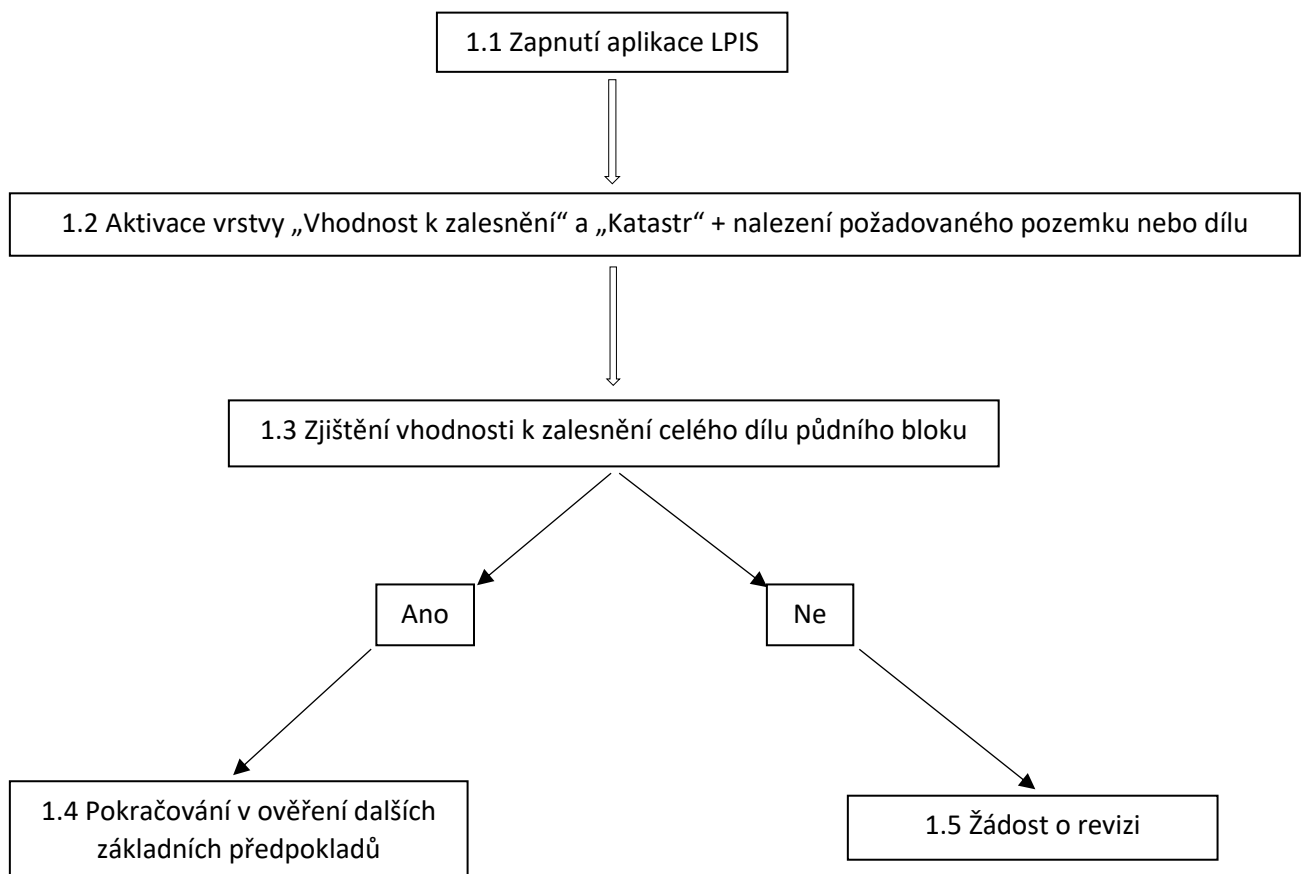 1.1 Zapnutí aplikace LPIS
1.2 Aktivace vrstvy „Vhodnost k zalesnění“ a „Katastr“ + nalezení požadovaného pozemku nebo dílu
1.3 Zjištění vhodnosti k zalesnění celého dílu půdního bloku
Ano
Ne
1.4 Pokračování v ověření dalších
základních předpokladů
1.5 Žádost o revizi